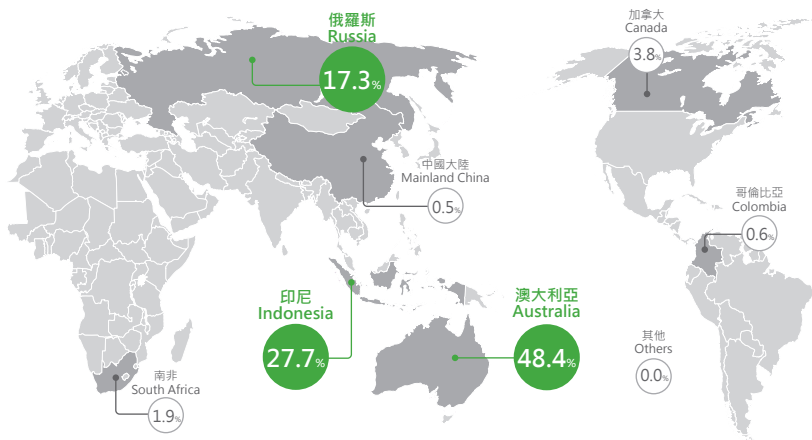 俄羅斯
Russia
17.3%
加拿大
Canada
3.8%
中國大陸
Mainland China
0.5%
哥倫比亞
Colombia
0.6%
印尼
Indonesia
27.7%
澳大利亞
Australia
48.4%
其他
Others
0.0%
南非
South Africa
1.9%